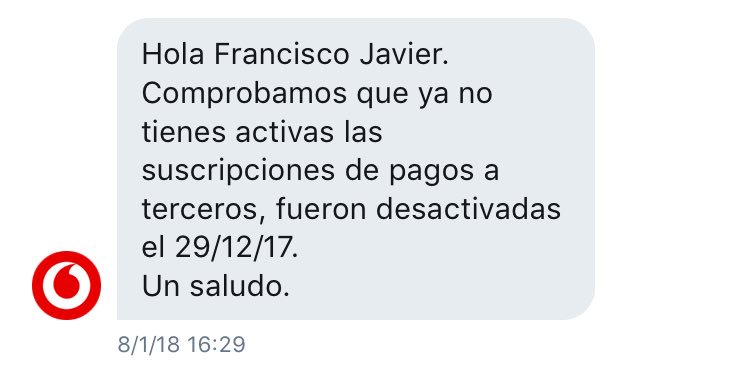 Hola Francisco Javier.
Comprobamos que ya no
tienes activas las
suscripciones de pagos a
terceros, fueron desactivadas
el 29/12/17.
Un saludo.
8/1/18 16:29